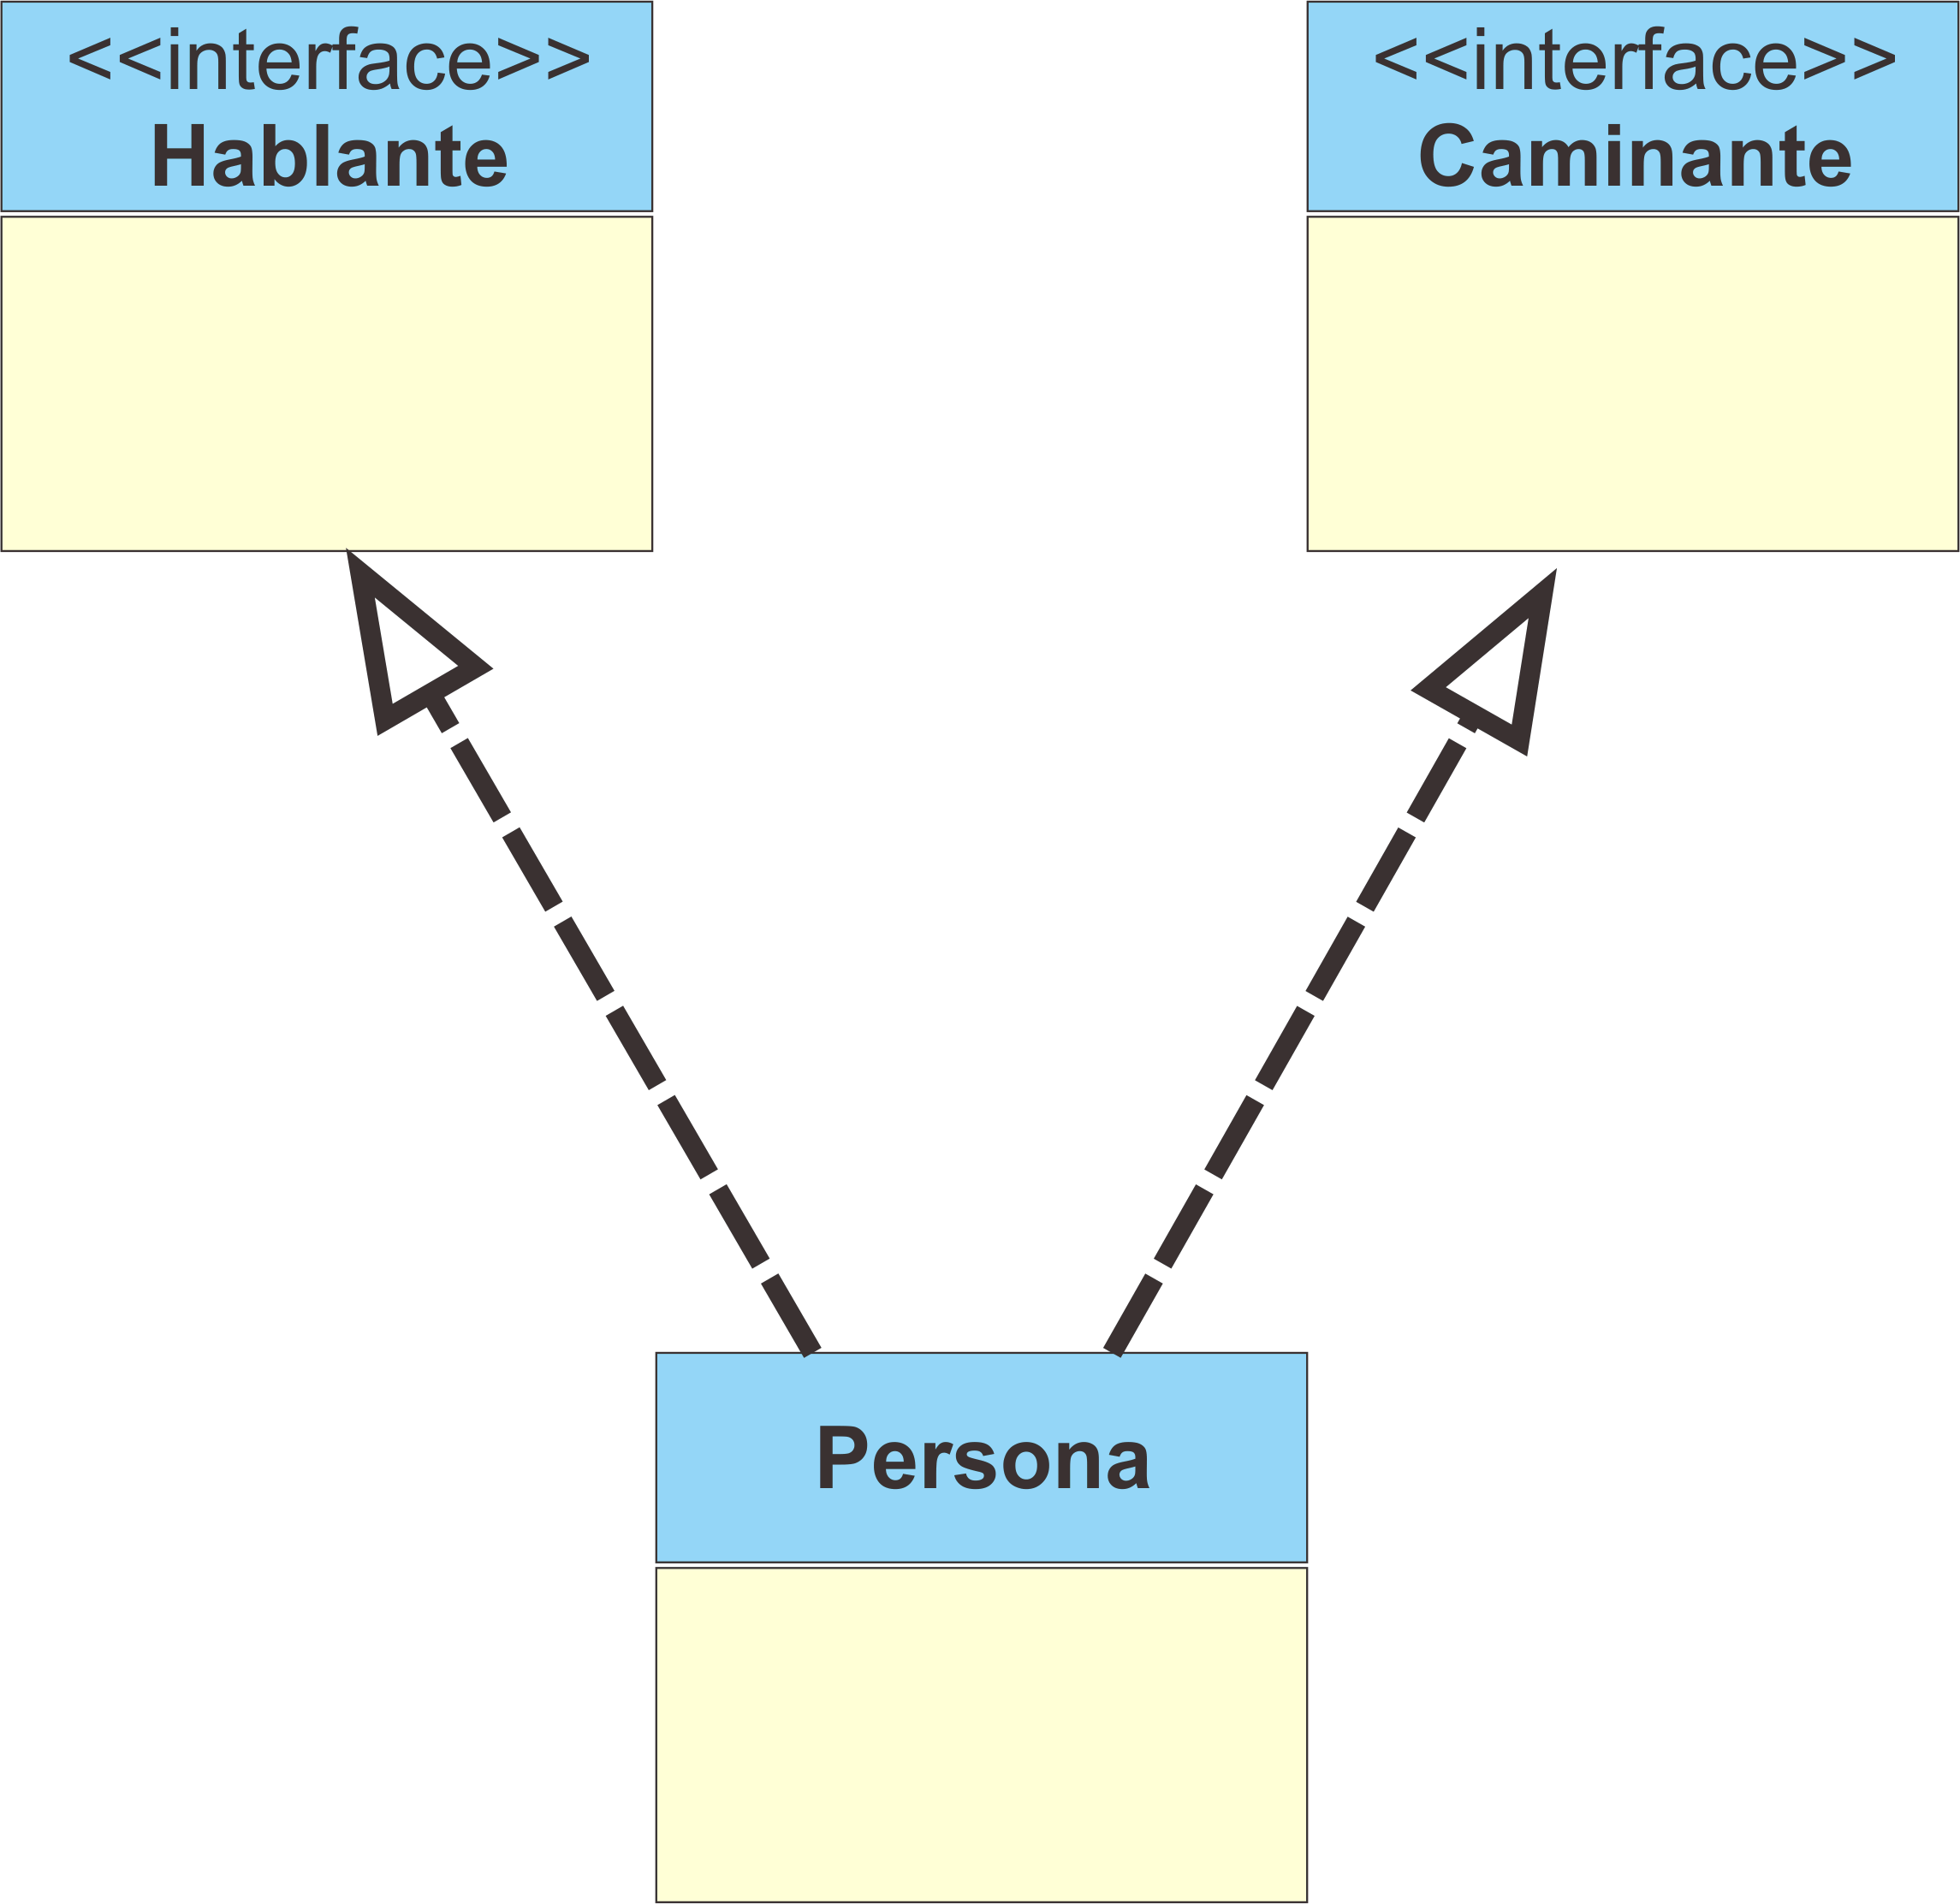 <<interface>>
Hablante
<<interface>>
Caminante
Persona